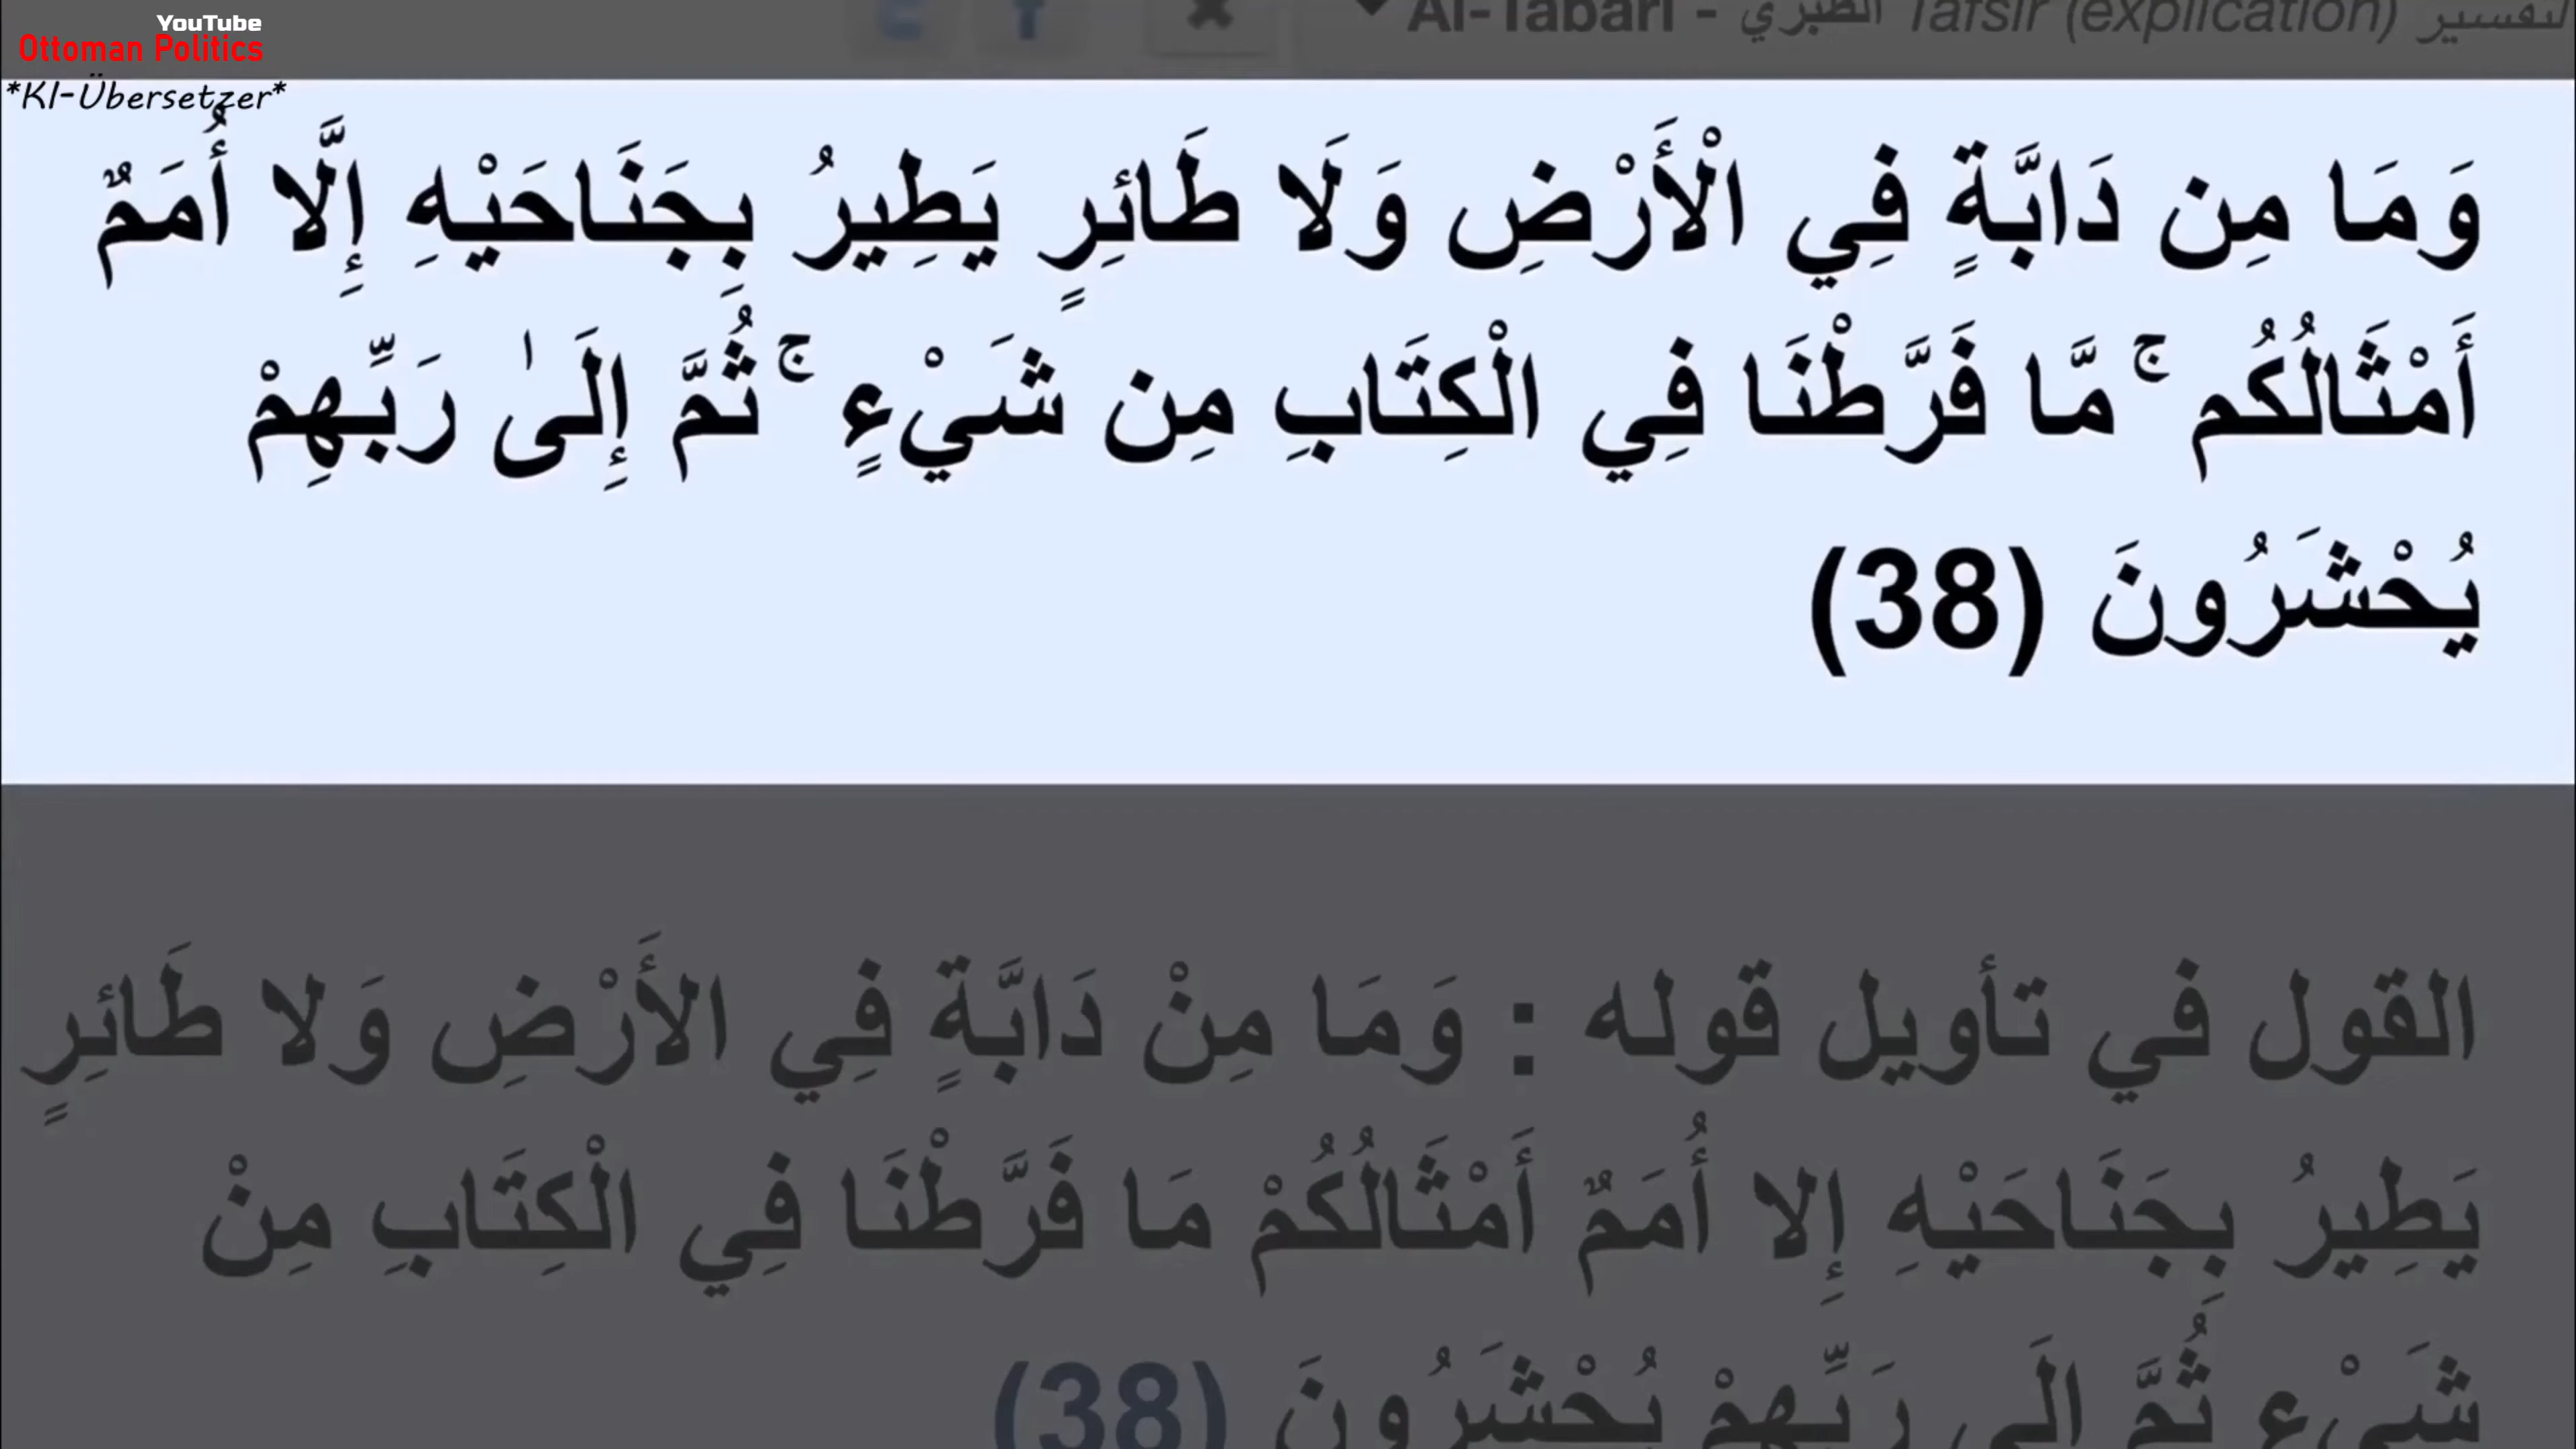 YouTube
Ottoman Politics
*KI-Übersetzer*
Al-Tabari - الطبري Tafsir (explication) تفسير
وَمَا مِن دَابَّةٍ فِي الْأَرْضِ وَلَا طَائِرٍ يَطِيرُ بِجَنَاحَيْهِ إِلَّا أُمَمٌ
أَمْثَالُكُم ۚ مَّا فَرَّطْنَا فِي الْكِتَابِ مِن شَيْءٍ ۚ ثُمَّ إِلَىٰ رَبِّهِمْ
يُحْشَرُونَ (38)
القول في تأويل قوله : وَمَا مِنْ دَابَّةٍ فِي الأَرْضِ وَلا طَائِرٍ
يَطِيرُ بِجَنَاحَيْهِ إِلا أُمَمٌ أَمْثَالُكُمْ مَا فَرَّطْنَا فِي الْكِتَابِ مِنْ
شَيْءٍ ثُمَّ إِلَى رَبِّهِمْ يُحْشَرُونَ (38)